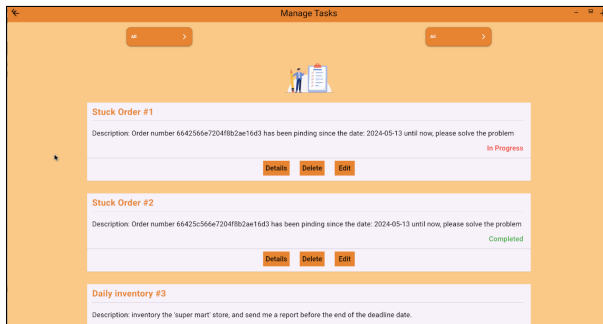 Manage Tasks
All
All
Stuck Order #1
Description: Order number 6642566e7204f8b2ae16d3 has been pinding since the date: 2024-05-13 until now, please solve the problem
In Progress
Details Delete Edit
Stuck Order #2
Description: Order number 66425c566e7204f8b2ae16d3 has been pinding since the date: 2024-05-13 until now, please solve the problem
Completed
Details Delete Edit
Daily inventory #3
Description: inventory the 'super mart' store, and send me a report before the end of the deadline date.